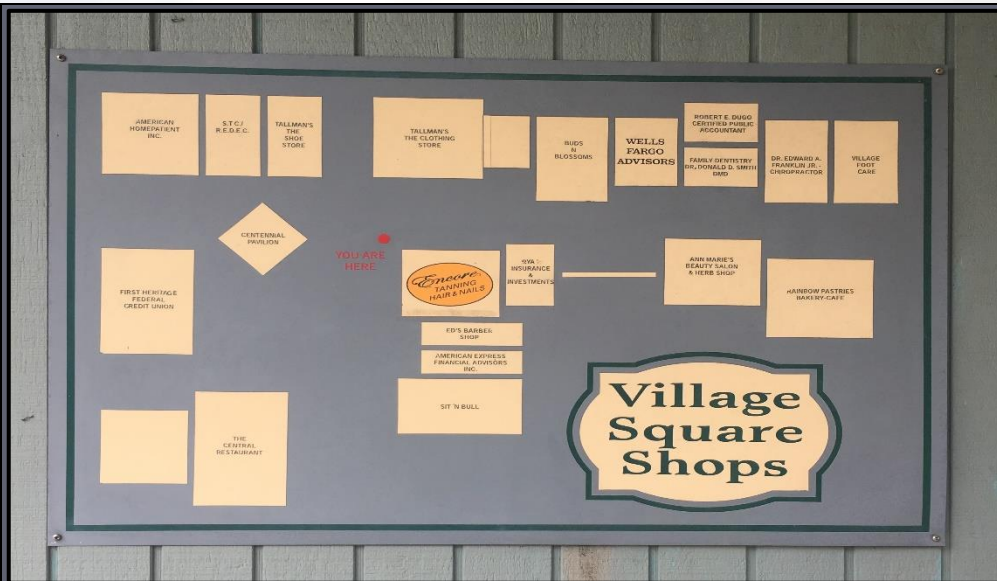 AMERICAN
HOMEPATIENT
INC.
S.T.C./
R.E.D.E.C.
TALLMAN'S
THE
SHOE
STORE
TALLMAN'S
THE CLOTHING
STORE
BUDS
N
BLOSSOMS
WELLS
FARGO
ADVISORS
ROBERT E. DUGO
CERTIFIED PUBLIC
ACCOUNTANT
FAMILY DENTISTRY
DR. DONALD D. SMITH
DMD
DR. EDWARD A.
FRANKLIN JR. -
CHIROPRACTOR
VILLAGE
FOOT
CARE
CENTENNIAL
PAVILION
YOU ARE
HERE
FIRST HERITAGE
FEDERAL
CREDIT UNION
Encore
TANNING
HAIR & NAILS
INSURANCE
&
INVESTMENTS
ANN MARIE'S
BEAUTY SALON
& HERB SHOP
RAINBOW PASTRIES
BAKERY-CAFE
ED'S BARBER
SHOP
AMERICAN EXPRESS
FINANCIAL ADVISORS
INC.
SIT 'N BULL
THE
CENTRAL
RESTAURANT
Village
Square
Shops